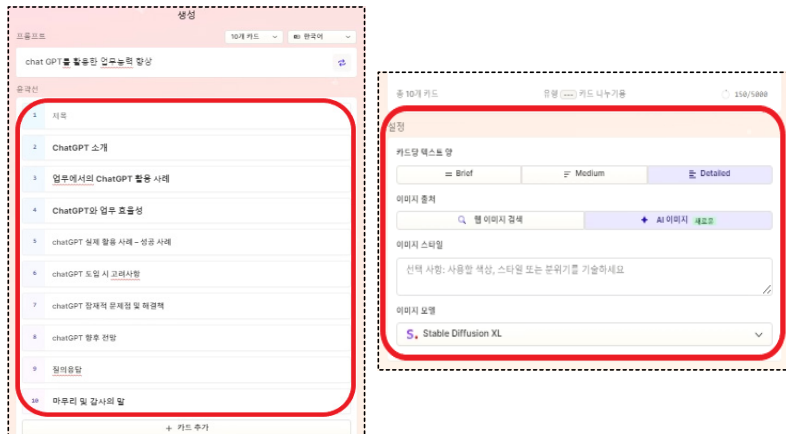 생성
프롬프트
10개 카드
한국어
chat GPT를 활용한 업무능력 향상
윤곽선
1 제목
2 ChatGPT 소개
3 업무에서의 ChatGPT 활용 사례
4 ChatGPT와 업무 효율성
5 chatGPT 실제 활용 사례 – 성공 사례
6 chatGPT 도입 시 고려사항
7 chatGPT 잠재적 문제점 및 해결책
8 chatGPT 향후 전망
9 질의응답
10 마무리 및 감사의 말
+ 카드 추가
총 10개 카드
유형 --- 카드 나누기용
150/5000
설정
카드당 텍스트 양
Brief
Medium
Detailed
이미지 출처
웹 이미지 검색
AI 이미지 새로운
이미지 스타일
선택 사항: 사용할 색상, 스타일 또는 분위기를 기술하세요
이미지 모델
S. Stable Diffusion XL